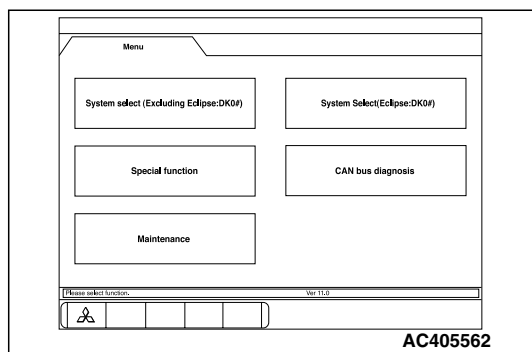 Menu
System select (Excluding Eclipse:DK0#)
System Select(Eclipse:DK0#)
Special function
CAN bus diagnosis
Maintenance
Please select function.
Ver 11.0
AC405562